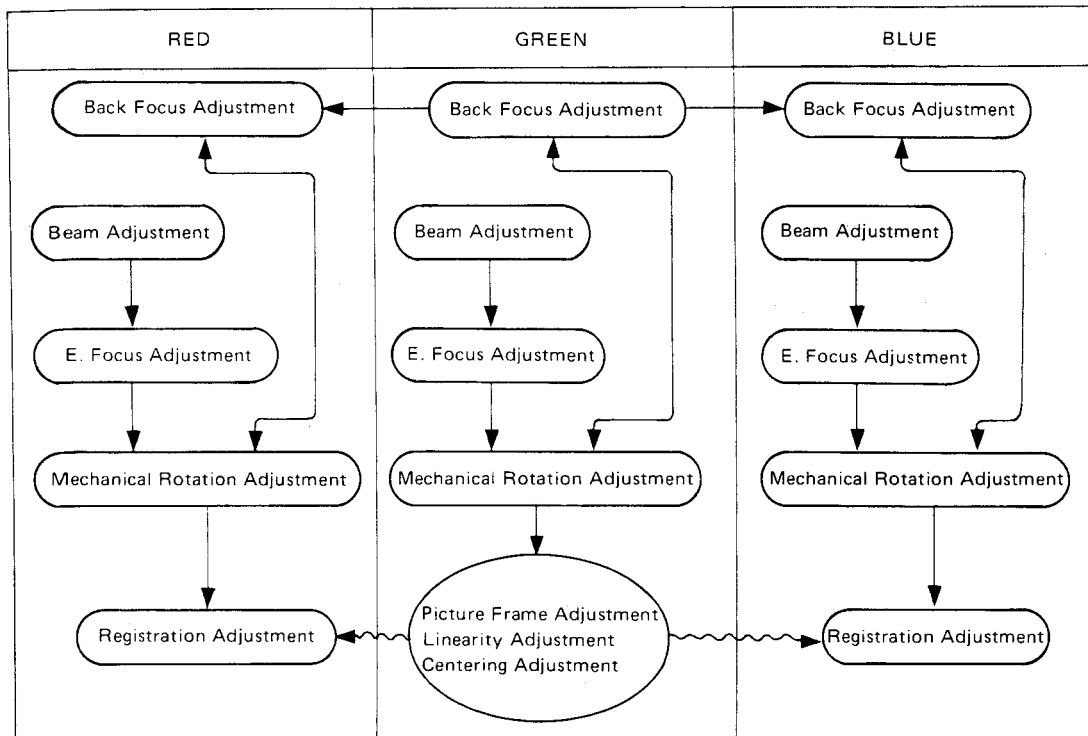 RED
GREEN
BLUE
Back Focus Adjustment
Back Focus Adjustment
Back Focus Adjustment
Beam Adjustment
Beam Adjustment
Beam Adjustment
E. Focus Adjustment
E. Focus Adjustment
E. Focus Adjustment
Mechanical Rotation Adjustment
Mechanical Rotation Adjustment
Mechanical Rotation Adjustment
Registration Adjustment
Picture Frame Adjustment
Linearity Adjustment
Centering Adjustment
Registration Adjustment